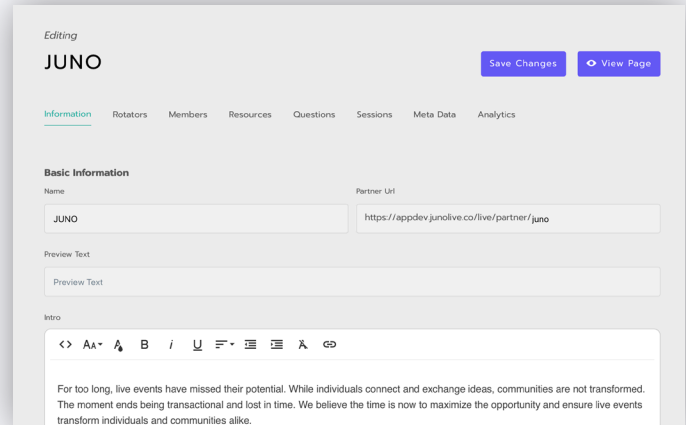 Editing
JUNO
Save Changes
View Page
Information Rotators Members Resources Questions Sessions Meta Data Analytics
Basic Information
Name Partner Url
JUNO https://appdev.junolive.co/live/partner/juno
Preview Text
Preview Text
Intro
<> AA A B i U A
For too long, live events have missed their potential. While individuals connect and exchange ideas, communities are not transformed.
The moment ends being transactional and lost in time. We believe the time is now to maximize the opportunity and ensure live events
transform individuals and communities alike.